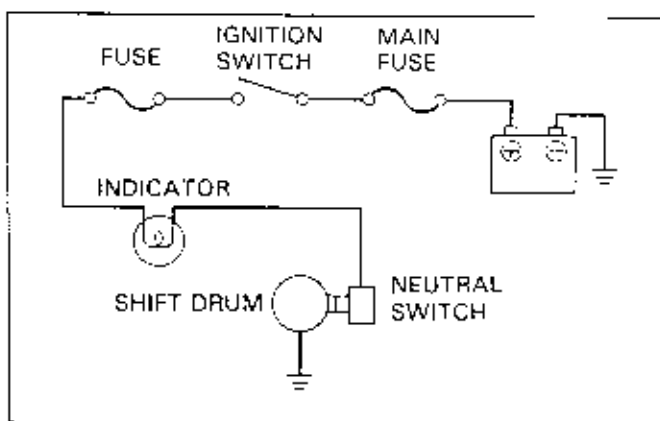 FUSE
IGNITION
SWITCH
MAIN
FUSE
INDICATOR
SHIFT DRUM
NEUTRAL
SWITCH